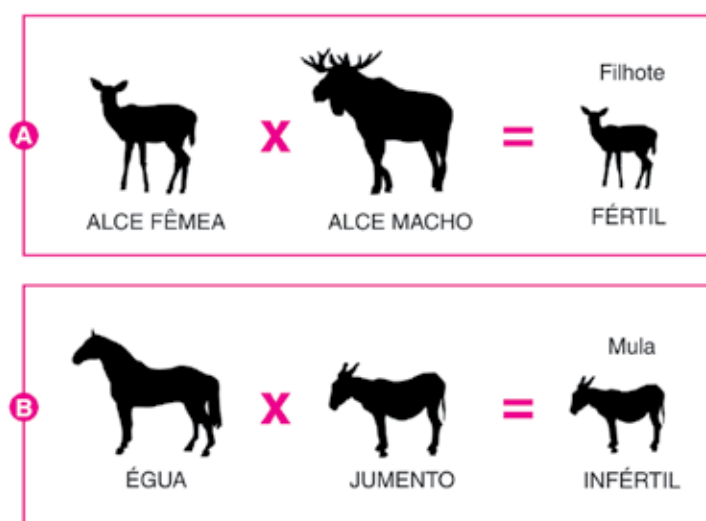 Filhote
A
X
=
ALCE FÊMEA
ALCE MACHO
FÉRTIL
Mula
B
X
=
ÉGUA
JUMENTO
INFÉRTIL